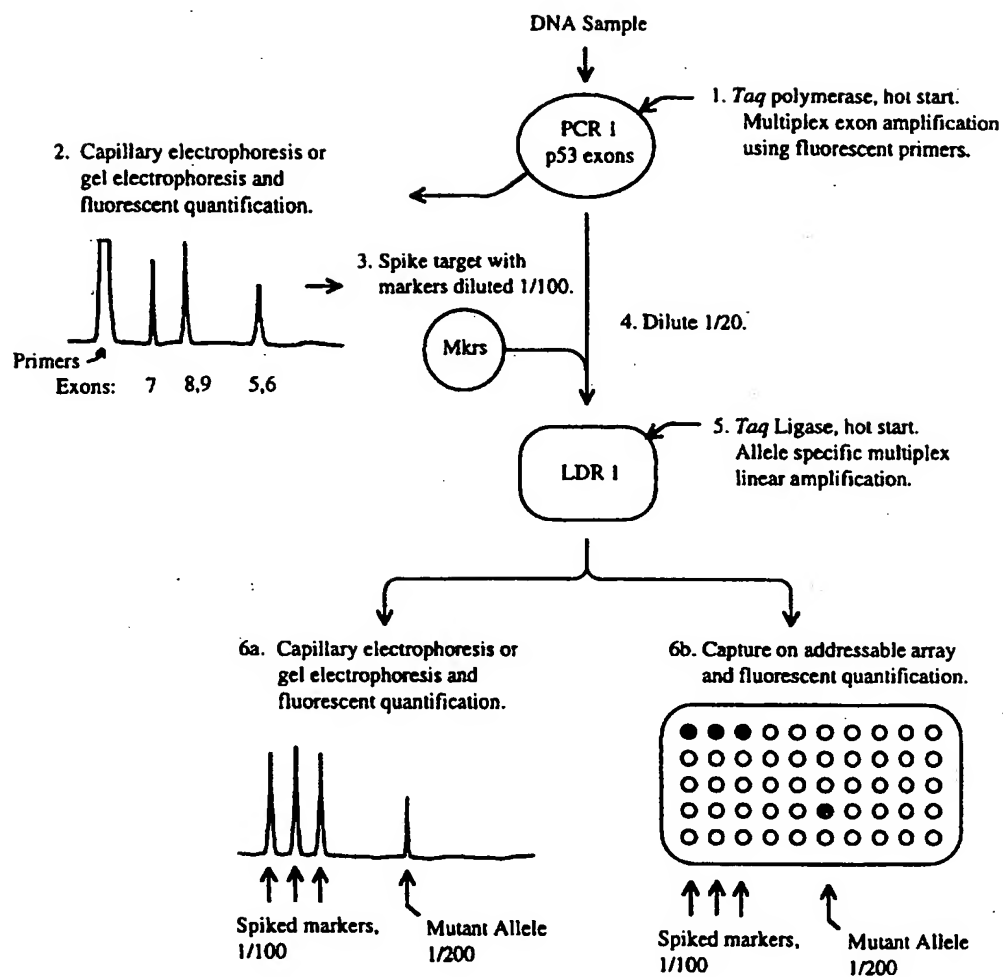 DNA Sample
PCR 1
p53 exons
1. Taq polymerase, hot start.
Multiplex exon amplification
using fluorescent primers.
2. Capillary electrophoresis or
gel electrophoresis and
fluorescent quantification.
Primers
Exons: 7 8,9 5,6
3. Spike target with
markers diluted 1/100.
Mkrs
4. Dilute 1/20.
LDR 1
5. Taq Ligase, hot start.
Allele specific multiplex
linear amplification.
6a. Capillary electrophoresis or
gel electrophoresis and
fluorescent quantification.
Spiked markers,
1/100
Mutant Allele
1/200
6b. Capture on addressable array
and fluorescent quantification.
Spiked markers,
1/100
Mutant Allele
1/200